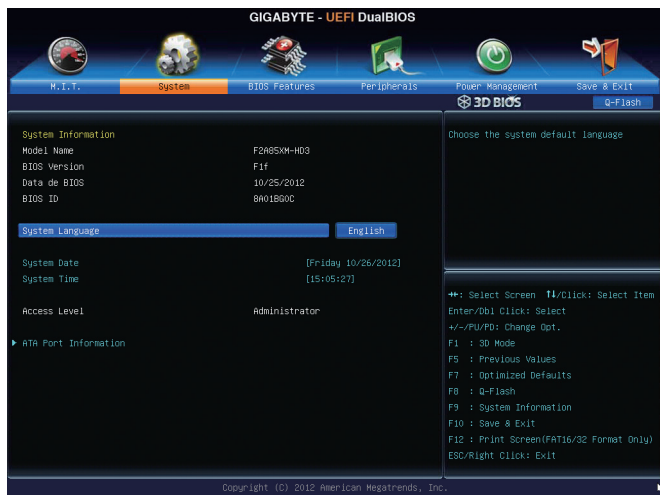 GIGABYTE - UEFI DualBIOS
M.I.T.
System
BIOS Features
Peripherals
Power Management
Save & Exit
3D BIOS
Q-Flash
System Information
Model Name F2A85XM-HD3
BIOS Version F1f
Data de BIOS 10/25/2012
BIOS ID 8A01BG0C
System Language English
System Date [Friday 10/26/2012]
System Time [15:05:27]
Access Level Administrator
ATA Port Information
Choose the system default language
→←: Select Screen ↑↓/Click: Select Item
Enter/Dbl Click: Select
+/-/PU/PD: Change Opt.
F1 : 3D Mode
F5 : Previous Values
F7 : Optimized Defaults
F8 : Q-Flash
F9 : System Information
F10 : Save & Exit
F12 : Print Screen(FAT16/32 Format Only)
ESC/Right Click: Exit
Copyright (C) 2012 American Megatrends, Inc.